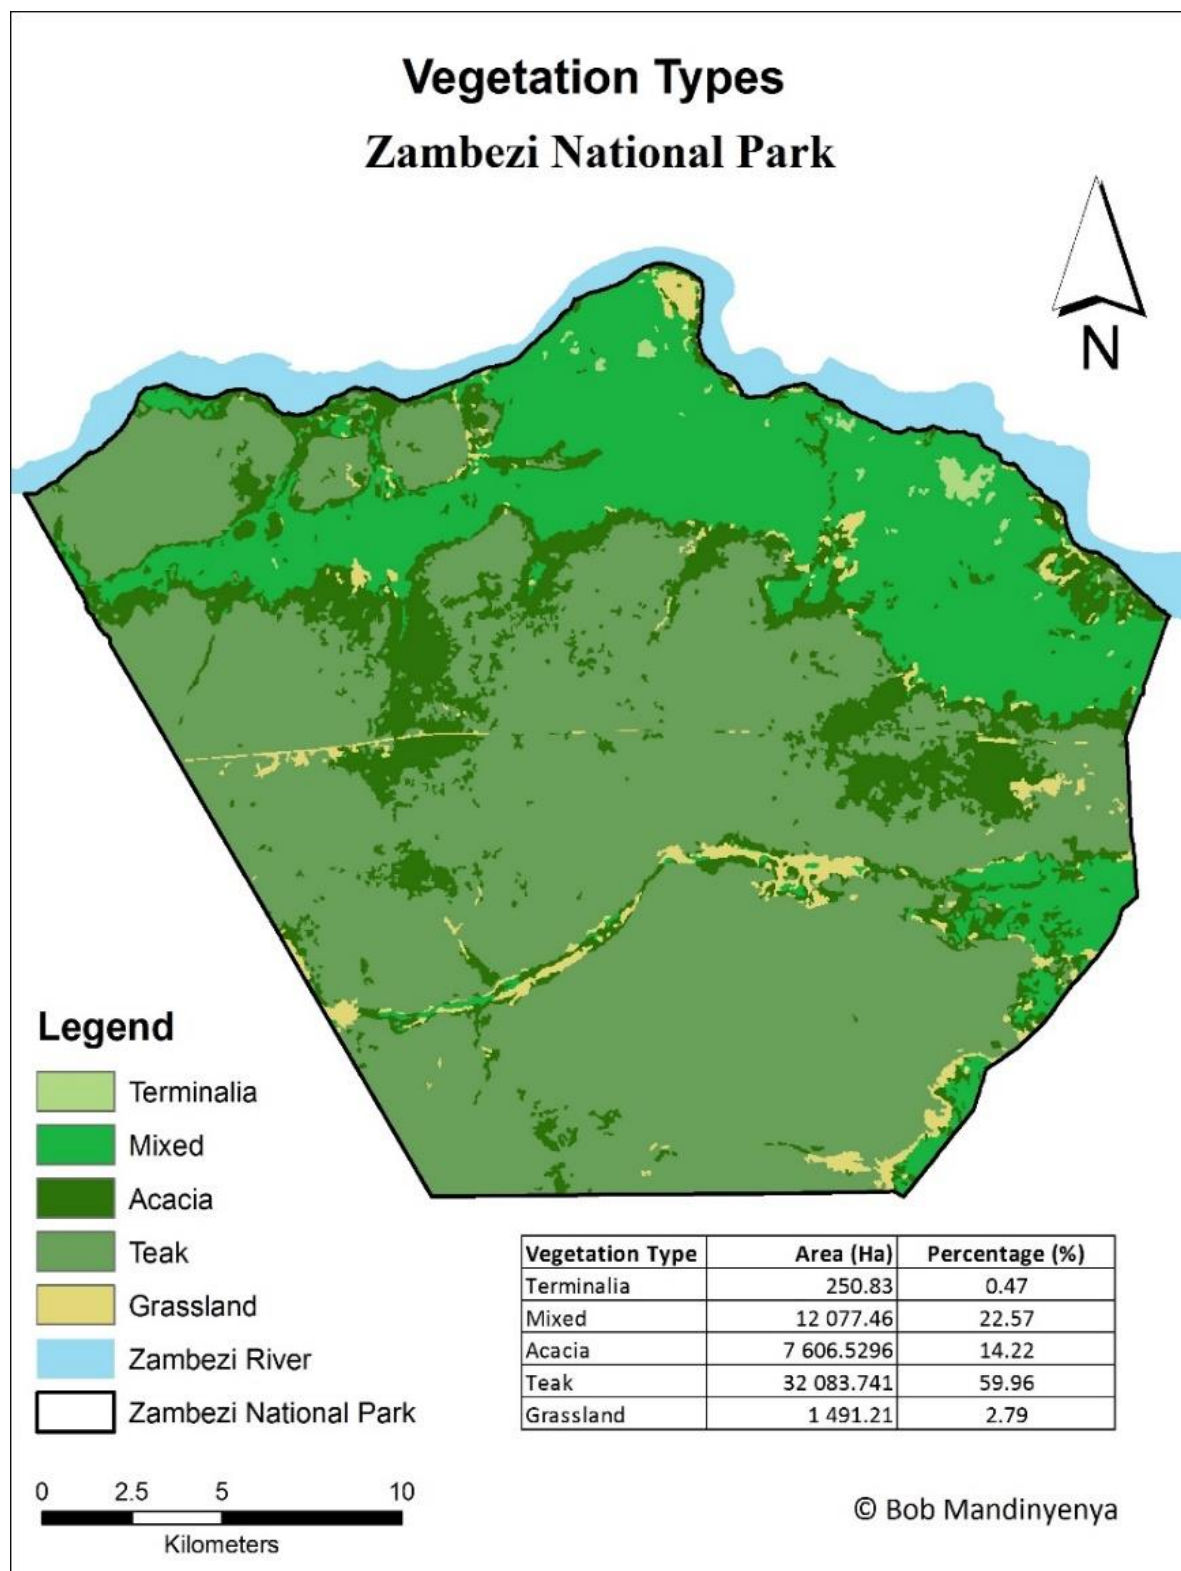 Vegetation Types
Zambezi National Park
N
Legend
Terminalia
Mixed
Acacia
Teak
Grassland
Zambezi River
Zambezi National Park
Vegetation Type Area (Ha) Percentage (%)
Terminalia 250.83 0.47
Mixed 12 077.46 22.57
Acacia 7 606.5296 14.22
Teak 32 083.741 59.96
Grassland 1 491.21 2.79
0 2.5 5 10
Kilometers
© Bob Mandinyenya